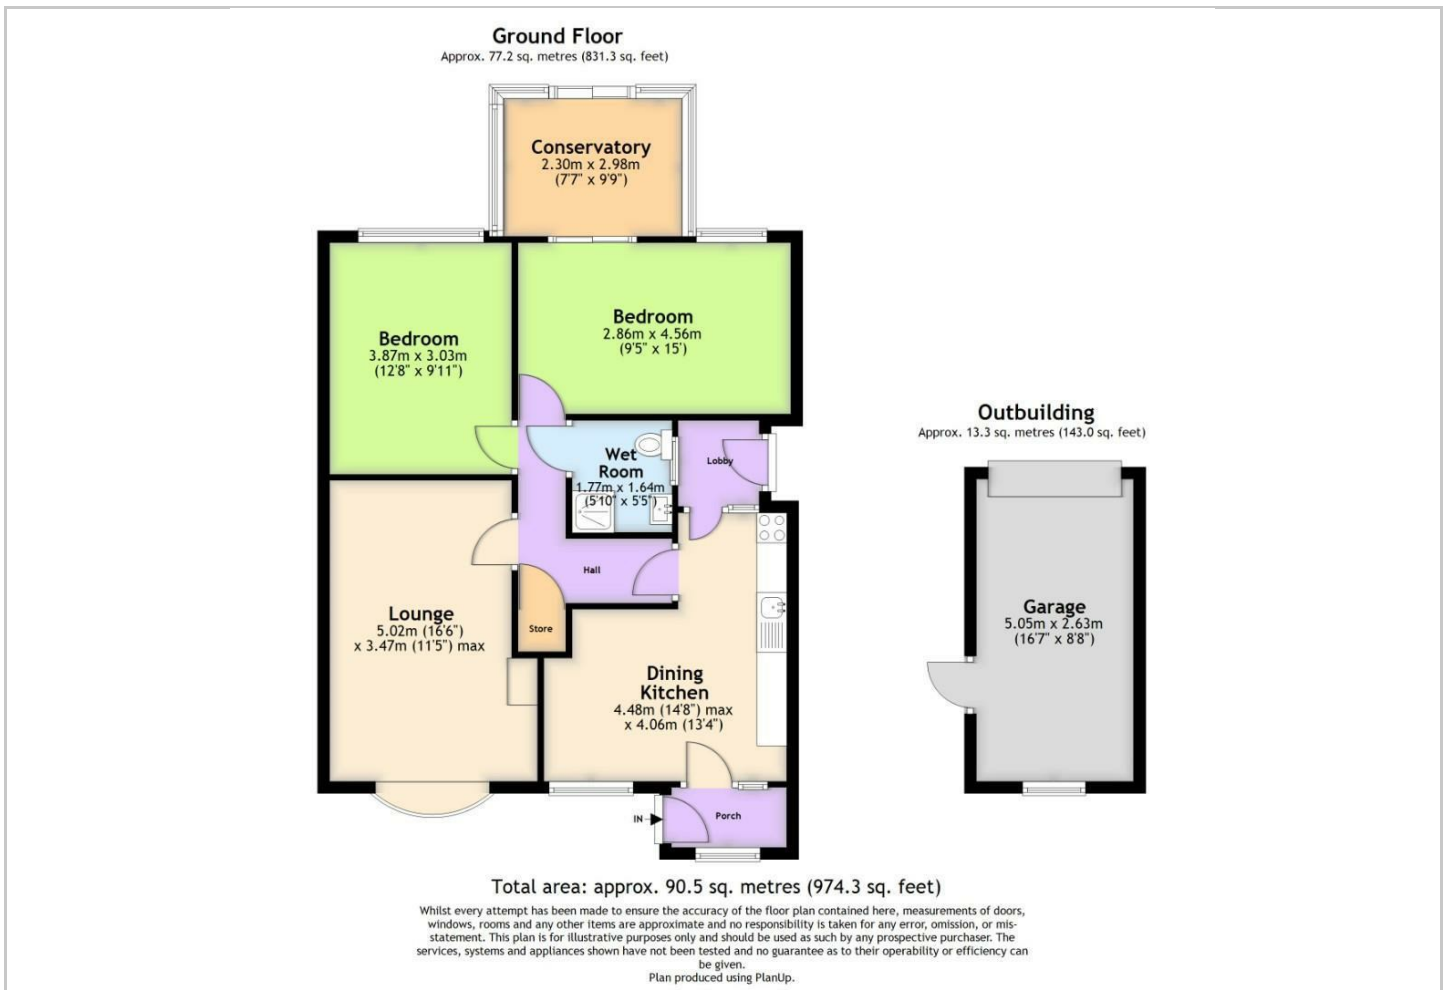 Ground Floor
Approx. 77.2 sq. metres (831.3 sq. feet)
Conservatory
2.30m x 2.98m
(7'7" x 9'9")
Bedroom
3.87m x 3.03m
(12'8" x 9'11")
Bedroom
2.86m x 4.56m
(9'5" x 15')
Wet
Room
1.77m x 1.64m
(5'10" x 5'5")
Lobby
Hall
Store
Lounge
5.02m (16'6")
x 3.47m (11'5") max
Dining
Kitchen
4.48m (14'8") max
x 4.06m (13'4")
IN
Porch
Outbuilding
Approx. 13.3 sq. metres (143.0 sq. feet)
Garage
5.05m x 2.63m
(16'7" x 8'8")
Total area: approx. 90.5 sq. metres (974.3 sq. feet)
Whilst every attempt has been made to ensure the accuracy of the floor plan contained here, measurements of doors,
windows, rooms and any other items are approximate and no responsibility is taken for any error, omission, or mis-
statement. This plan is for illustrative purposes only and should be used as such by any prospective purchaser. The
services, systems and appliances shown have not been tested and no guarantee as to their operability or efficiency can
be given.
Plan produced using PlanUp.